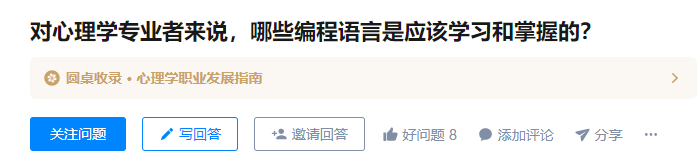 对心理学专业者来说，哪些编程语言是应该学习和掌握的？
圆桌收录 • 心理学职业发展指南
关注问题 写回答 邀请回答 好问题 8 添加评论 分享 ···